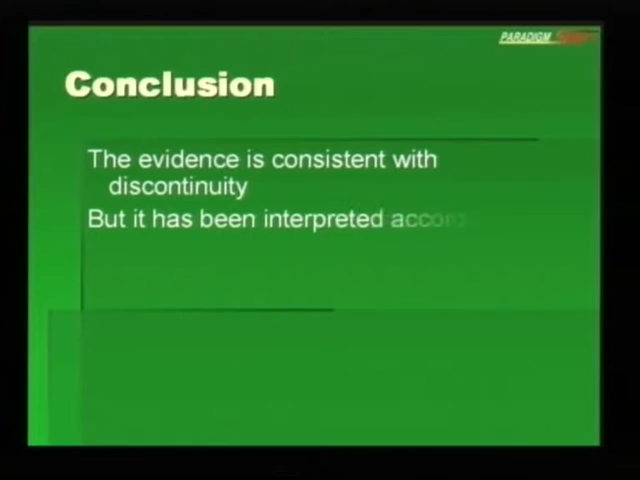 PARADIGM
Conclusion
The evidence is consistent with
discontinuity
But it has been interpreted